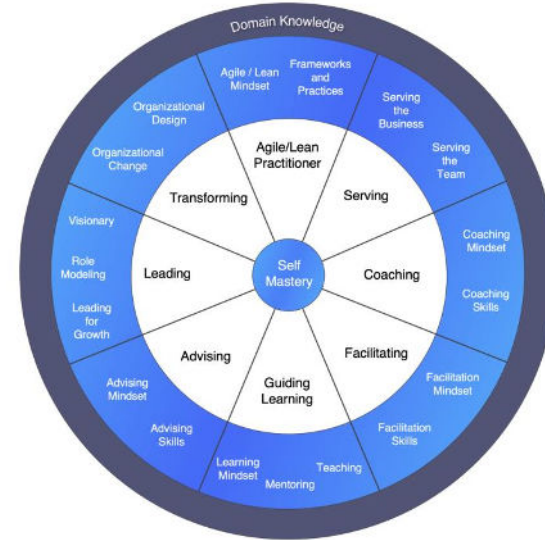 Domain Knowledge
Agile / Lean
Mindset
Frameworks
and
Practices
Serving
the
Business
Serving
the
Team
Coaching
Mindset
Coaching
Skills
Facilitation
Mindset
Facilitation
Skills
Teaching
Mentoring
Learning
Mindset
Advising
Skills
Advising
Mindset
Leading
for
Growth
Role
Modeling
Visionary
Organizational
Change
Organizational
Design
Agile/Lean
Practitioner
Serving
Coaching
Facilitating
Guiding
Learning
Advising
Leading
Transforming
Self
Mastery